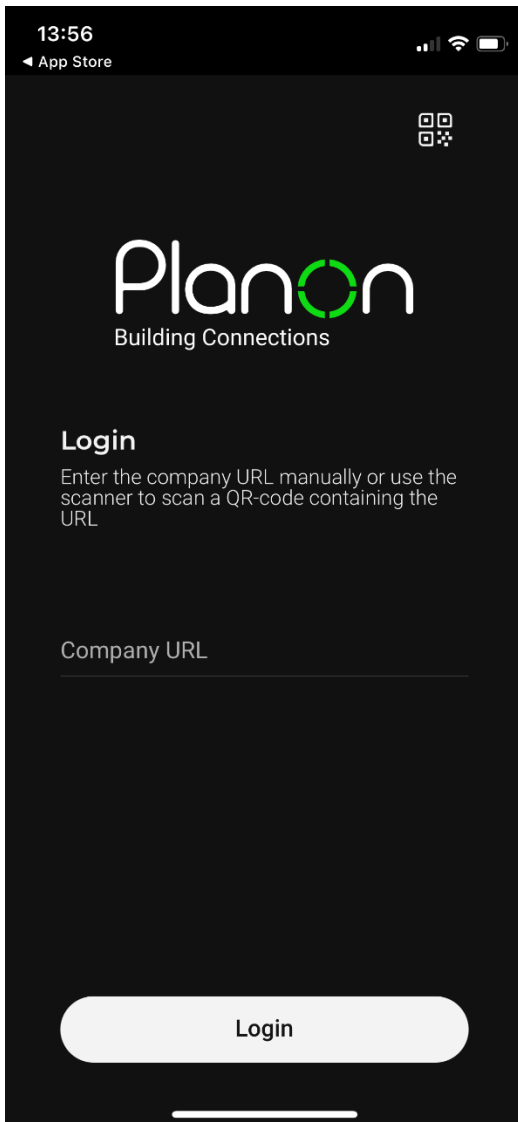 13:56
◀ App Store
Planon
Building Connections
Login
Enter the company URL manually or use the
scanner to scan a QR-code containing the
URL
Company URL
Login